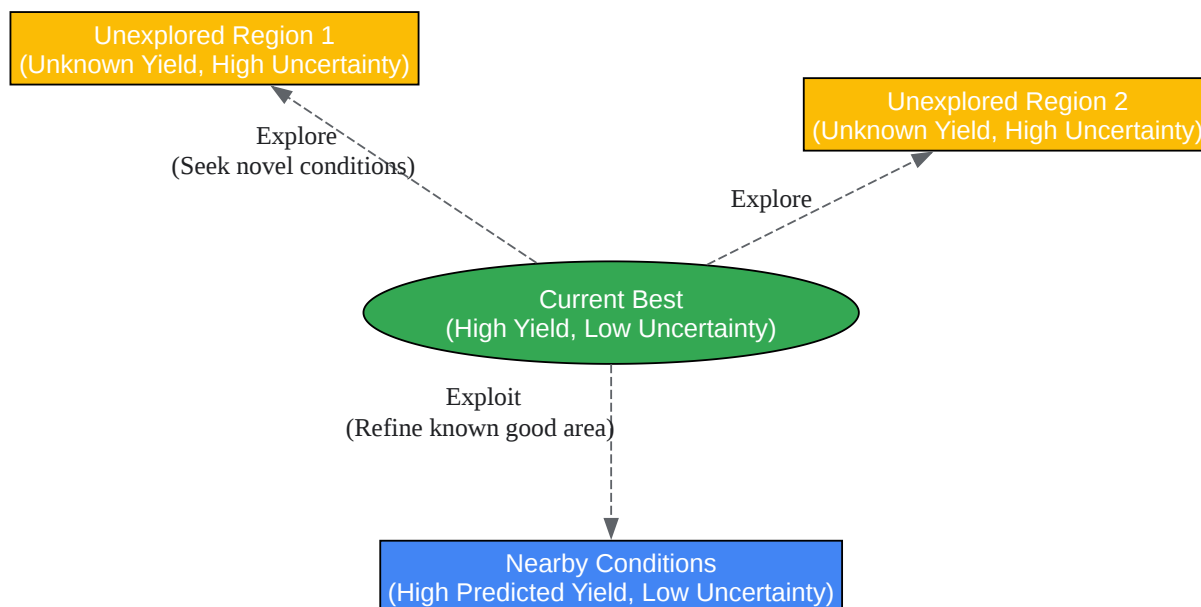 Unexplored Region 1
(Unknown Yield, High Uncertainty)
Unexplored Region 2
(Unknown Yield, High Uncertainty)
Explore
(Seek novel conditions)
Explore
Current Best
(High Yield, Low Uncertainty)
Exploit
(Refine known good area)
Nearby Conditions
(High Predicted Yield, Low Uncertainty)